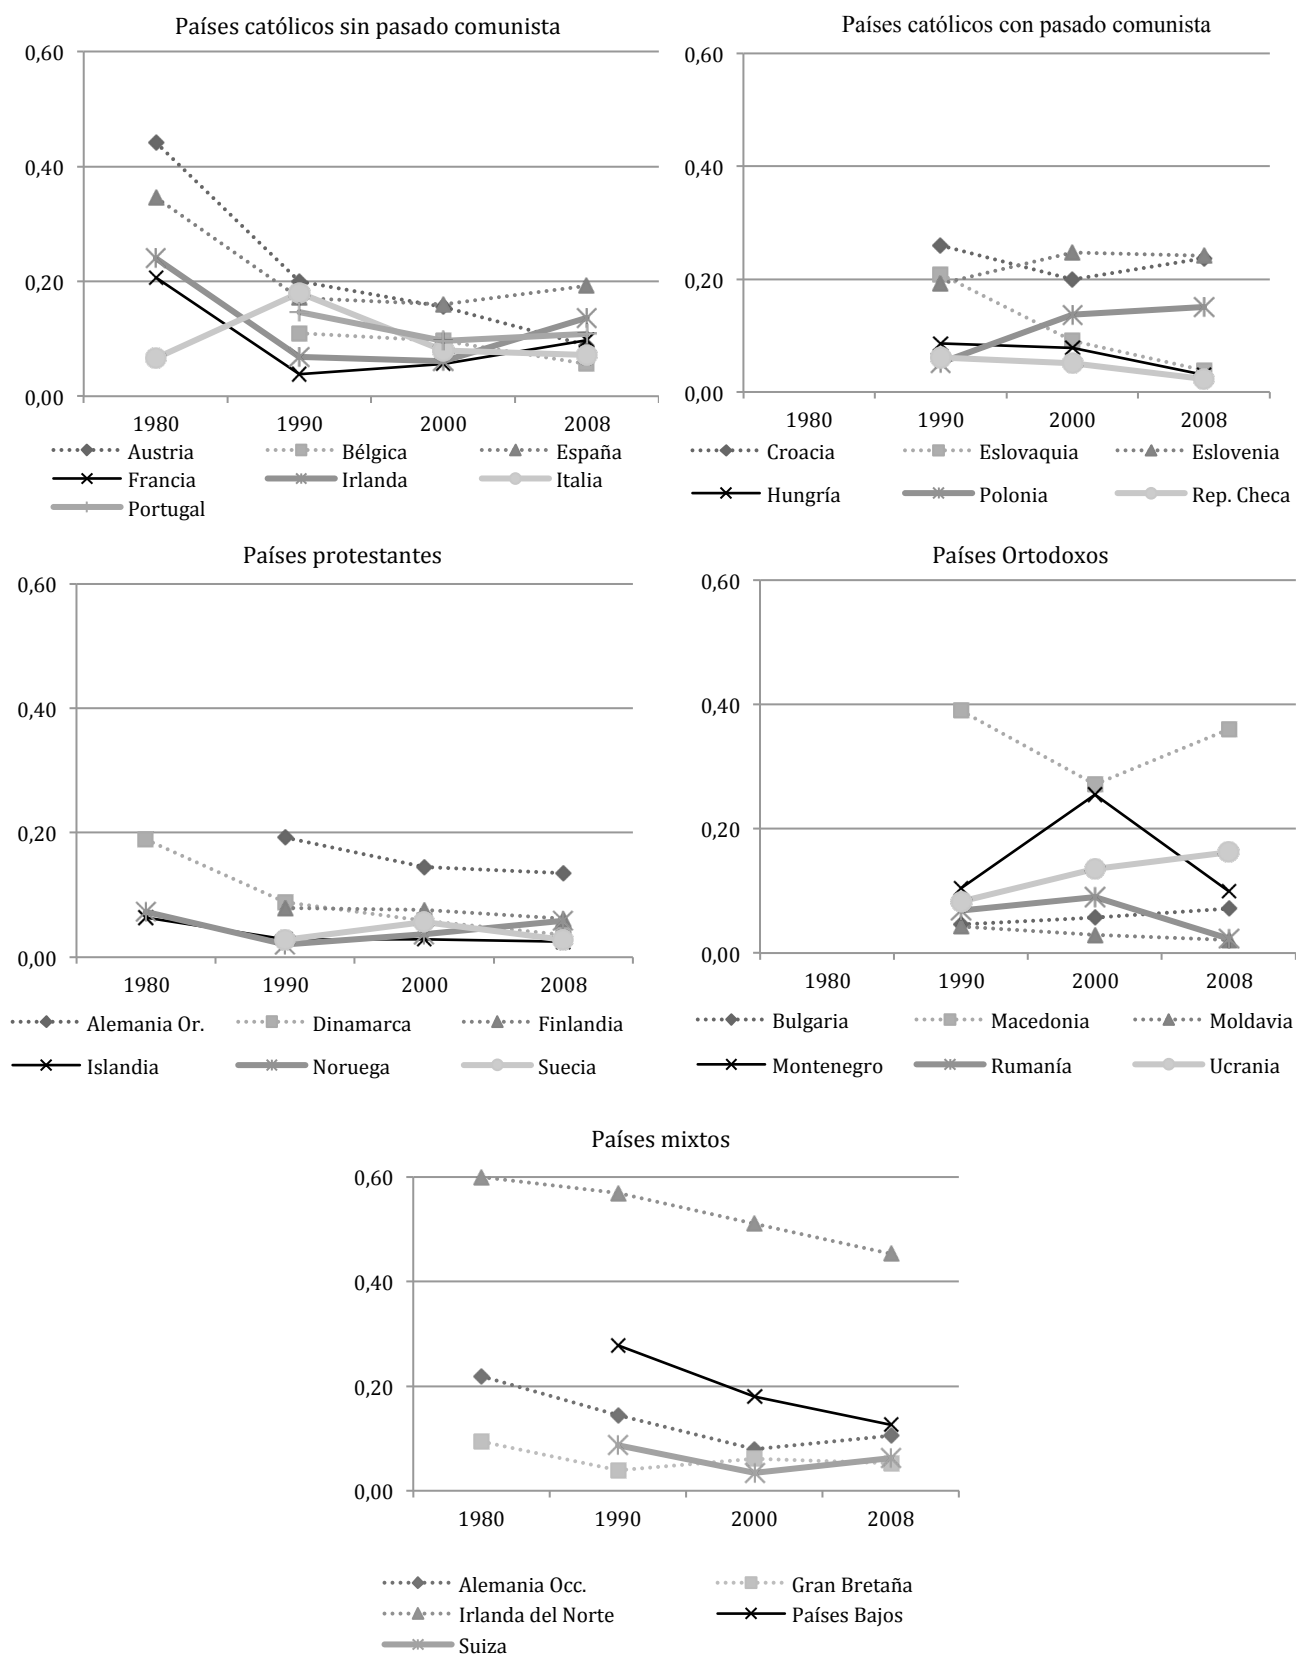 Países católicos sin pasado comunista
0,60
0,40
0,20
0,00
1980 1990 2000 2008
Austria Bélgica España
Francia Irlanda Italia
Portugal
Países católicos con pasado comunista
0,60
0,40
0,20
0,00
1980 1990 2000 2008
Croacia Eslovaquia Eslovenia
Hungría Polonia Rep. Checa
Países protestantes
0,60
0,40
0,20
0,00
1980 1990 2000 2008
Alemania Or. Dinamarca Finlandia
Islandia Noruega Suecia
Países Ortodoxos
0,60
0,40
0,20
0,00
1980 1990 2000 2008
Bulgaria Macedonia Moldavia
Montenegro Rumanía Ucrania
Países mixtos
0,60
0,40
0,20
0,00
1980 1990 2000 2008
Alemania Occ. Gran Bretaña
Irlanda del Norte Países Bajos
Suiza